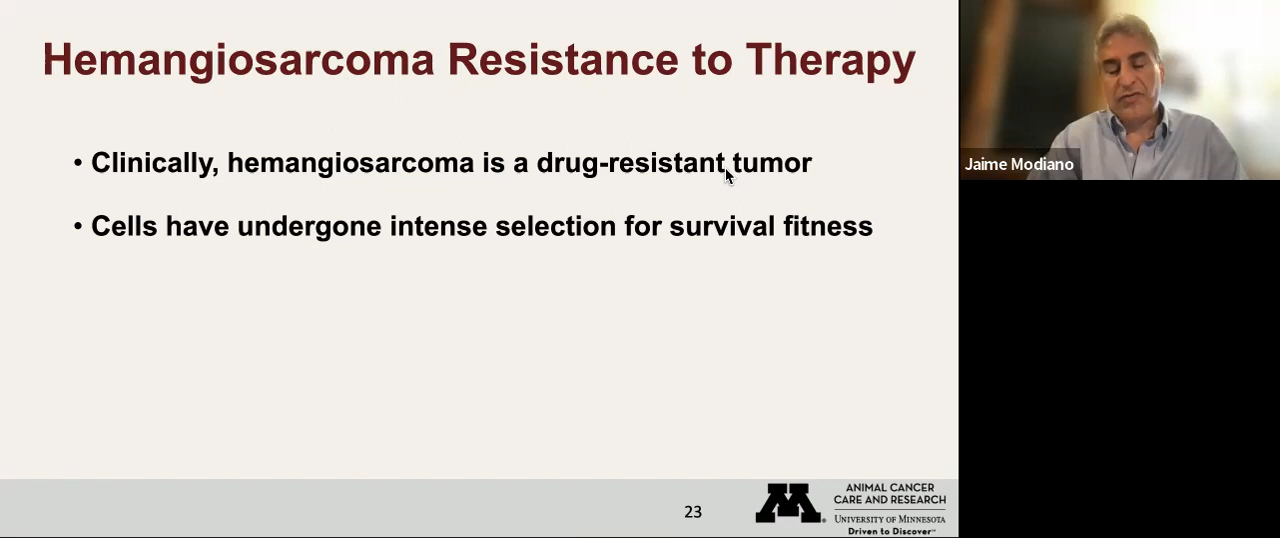 Hemangiosarcoma Resistance to Therapy
• Clinically, hemangiosarcoma is a drug-resistant tumor
• Cells have undergone intense selection for survival fitness
23
M
ANIMAL CANCER
CARE AND RESEARCH
UNIVERSITY OF MINNESOTA
Driven to Discover℠
Jaime Modiano